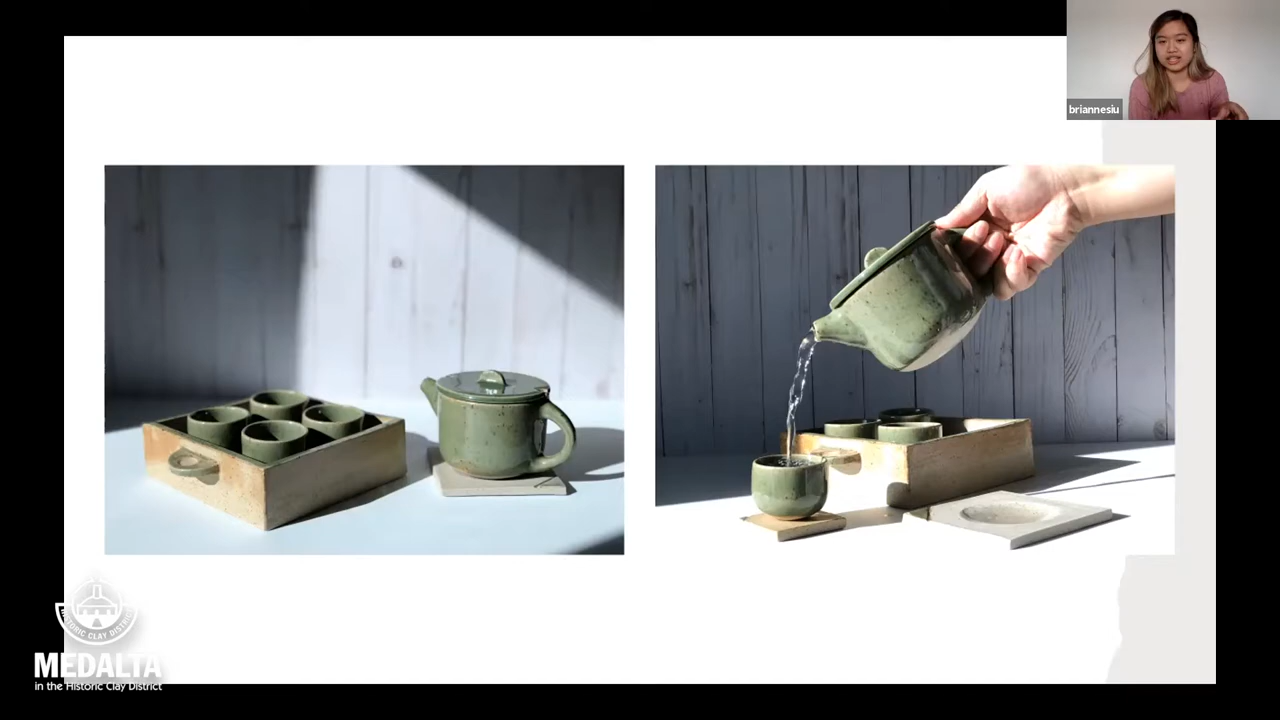 briannesiu
HISTORIC CLAY DISTRICT
MEDALTA
in the Historic Clay District